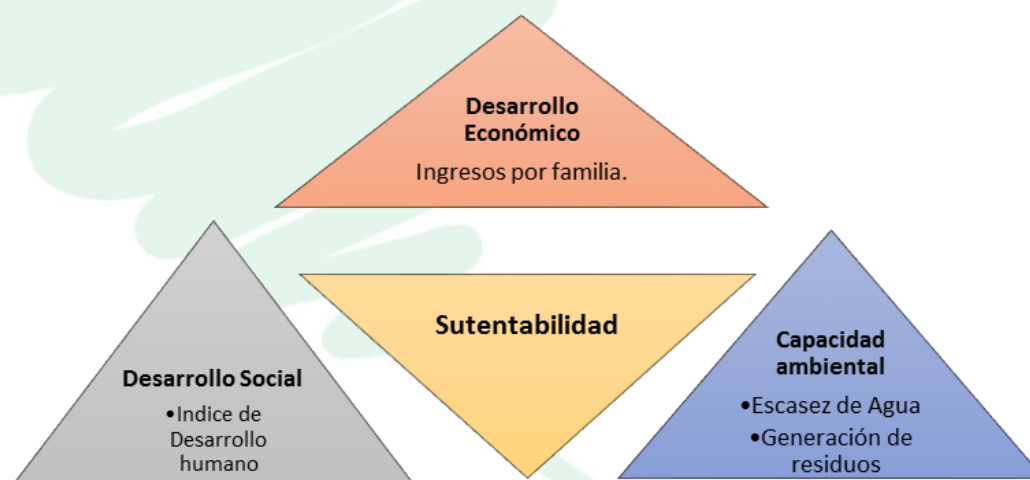 Desarrollo
Económico
Ingresos por familia.
Sutentabilidad
Desarrollo Social
•Indice de
Desarrollo
humano
Capacidad
ambiental
•Escasez de Agua
•Generación de
residuos